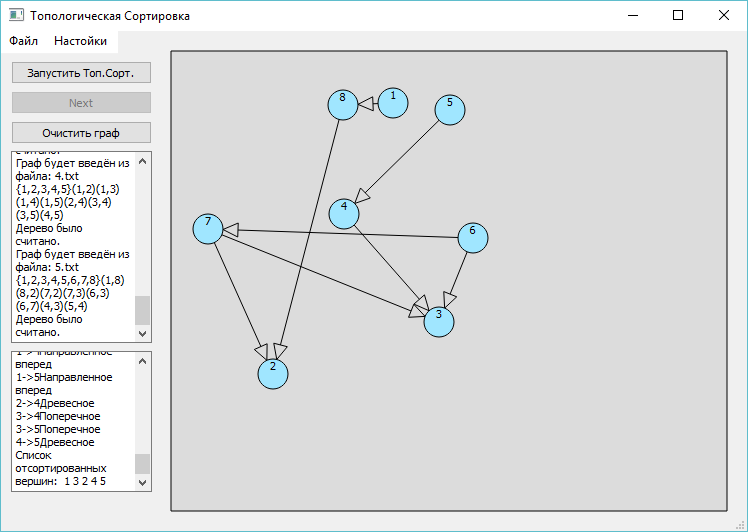 Топологическая Сортировка
Файл Настойки
Запустить Топ.Сорт.
Next
Очистить граф
считано.
Граф будет введён из
файла: 4.txt
{1,2,3,4,5}(1,2)(1,3)
(1,4)(1,5)(2,4)(3,4)
(3,5)(4,5)
Дерево было
считано.
Граф будет введён из
файла: 5.txt
{1,2,3,4,5,6,7,8}(1,8)
(8,2)(7,2)(7,3)(6,3)
(6,7)(4,3)(5,4)
Дерево было
считано.
1->4Направленное
вперед
1->5Направленное
вперед
2->4Древесное
3->4Поперечное
3->5Поперечное
4->5Древесное
Список
отсортированных
вершин: 1 3 2 4 5
8
1
5
4
7
6
3
2